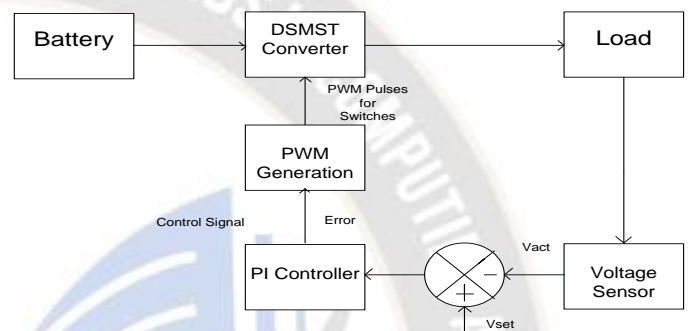 Battery
DSMST
Converter
Load
PWM Pulses
for
Switches
PWM
Generation
Control Signal
Error
PI Controller
Vact
Voltage
Sensor
Vset
COMPUTI